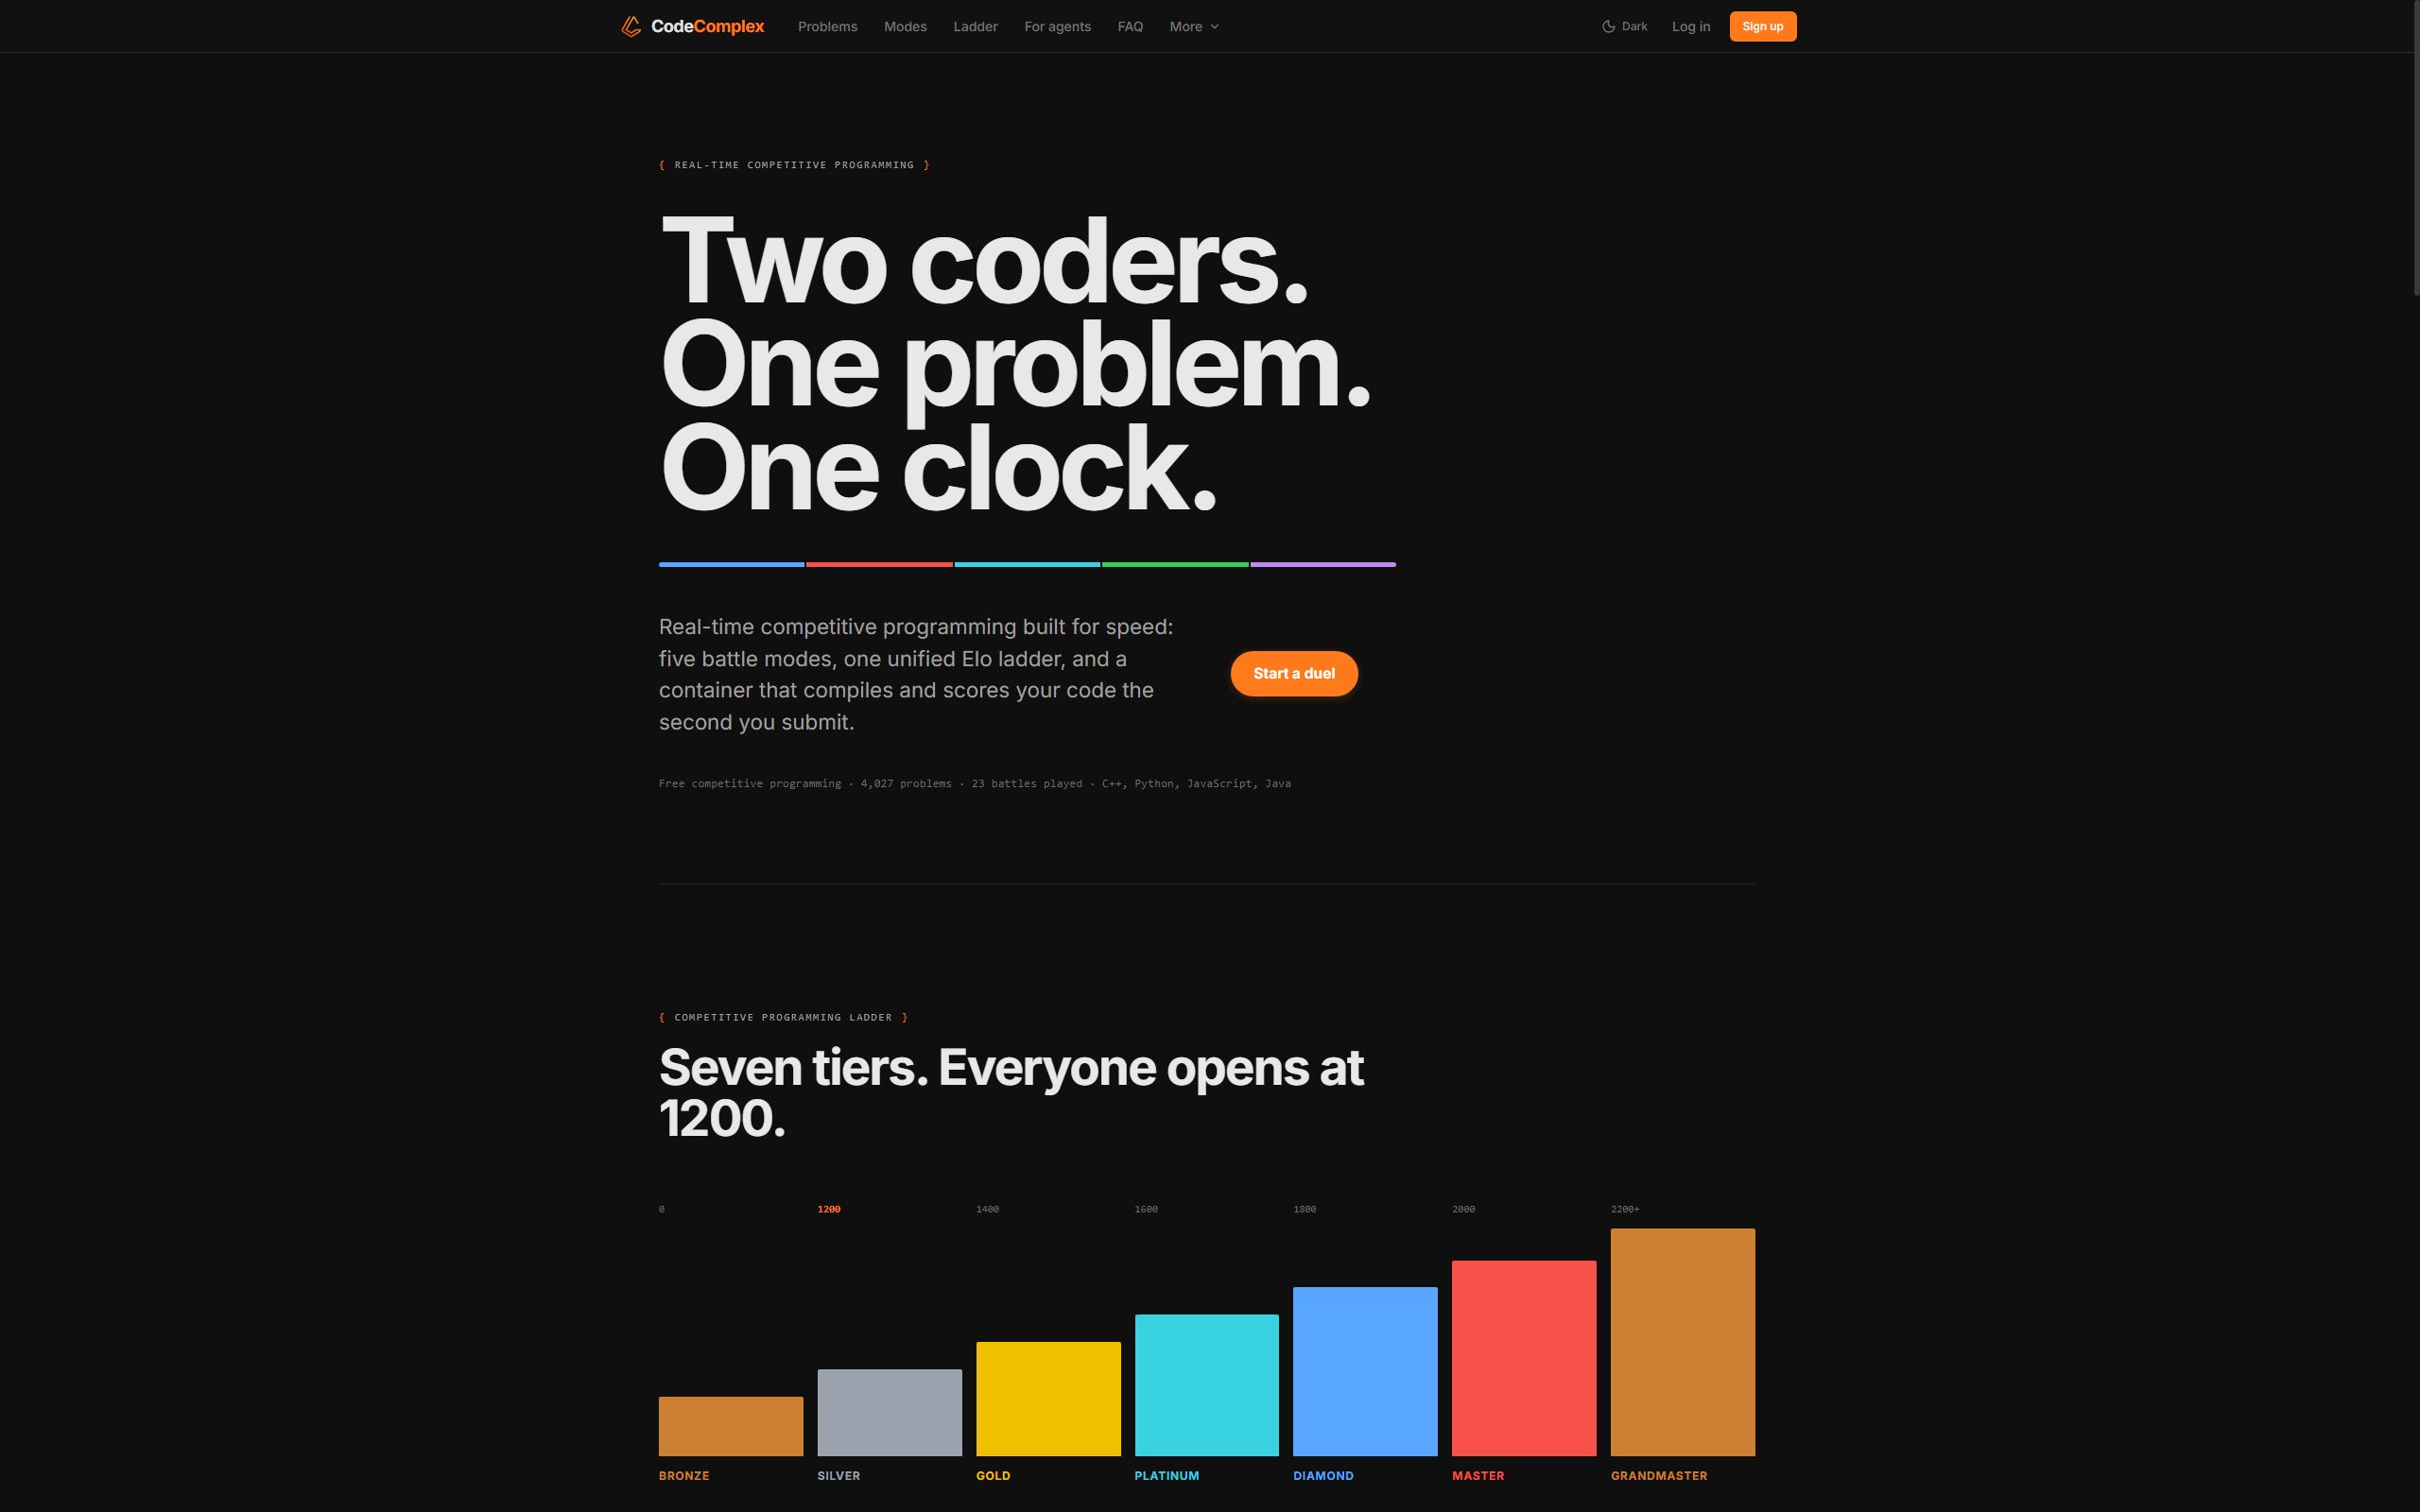 CodeComplex Problems Modes Ladder For agents FAQ More Dark Log in Sign up
{ REAL-TIME COMPETITIVE PROGRAMMING }
Two coders.
One problem.
One clock.
Real-time competitive programming built for speed:
five battle modes, one unified Elo ladder, and a
container that compiles and scores your code the
second you submit.
Start a duel
Free competitive programming · 4,027 problems · 23 battles played · C++, Python, JavaScript, Java
{ COMPETITIVE PROGRAMMING LADDER }
Seven tiers. Everyone opens at
1200.
0 1200 1400 1600 1800 2000 2200+
BRONZE SILVER GOLD PLATINUM DIAMOND MASTER GRANDMASTER